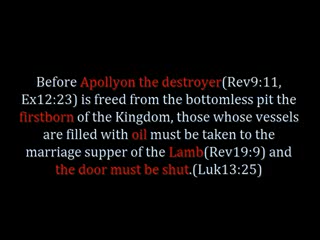 Before Apollyon the destroyer(Rev9:11,
Ex12:23) is freed from the bottomless pit the
firstborn of the Kingdom, those whose vessels
are filled with oil must be taken to the
marriage supper of the Lamb(Rev19:9) and
the door must be shut.(Luk13:25)